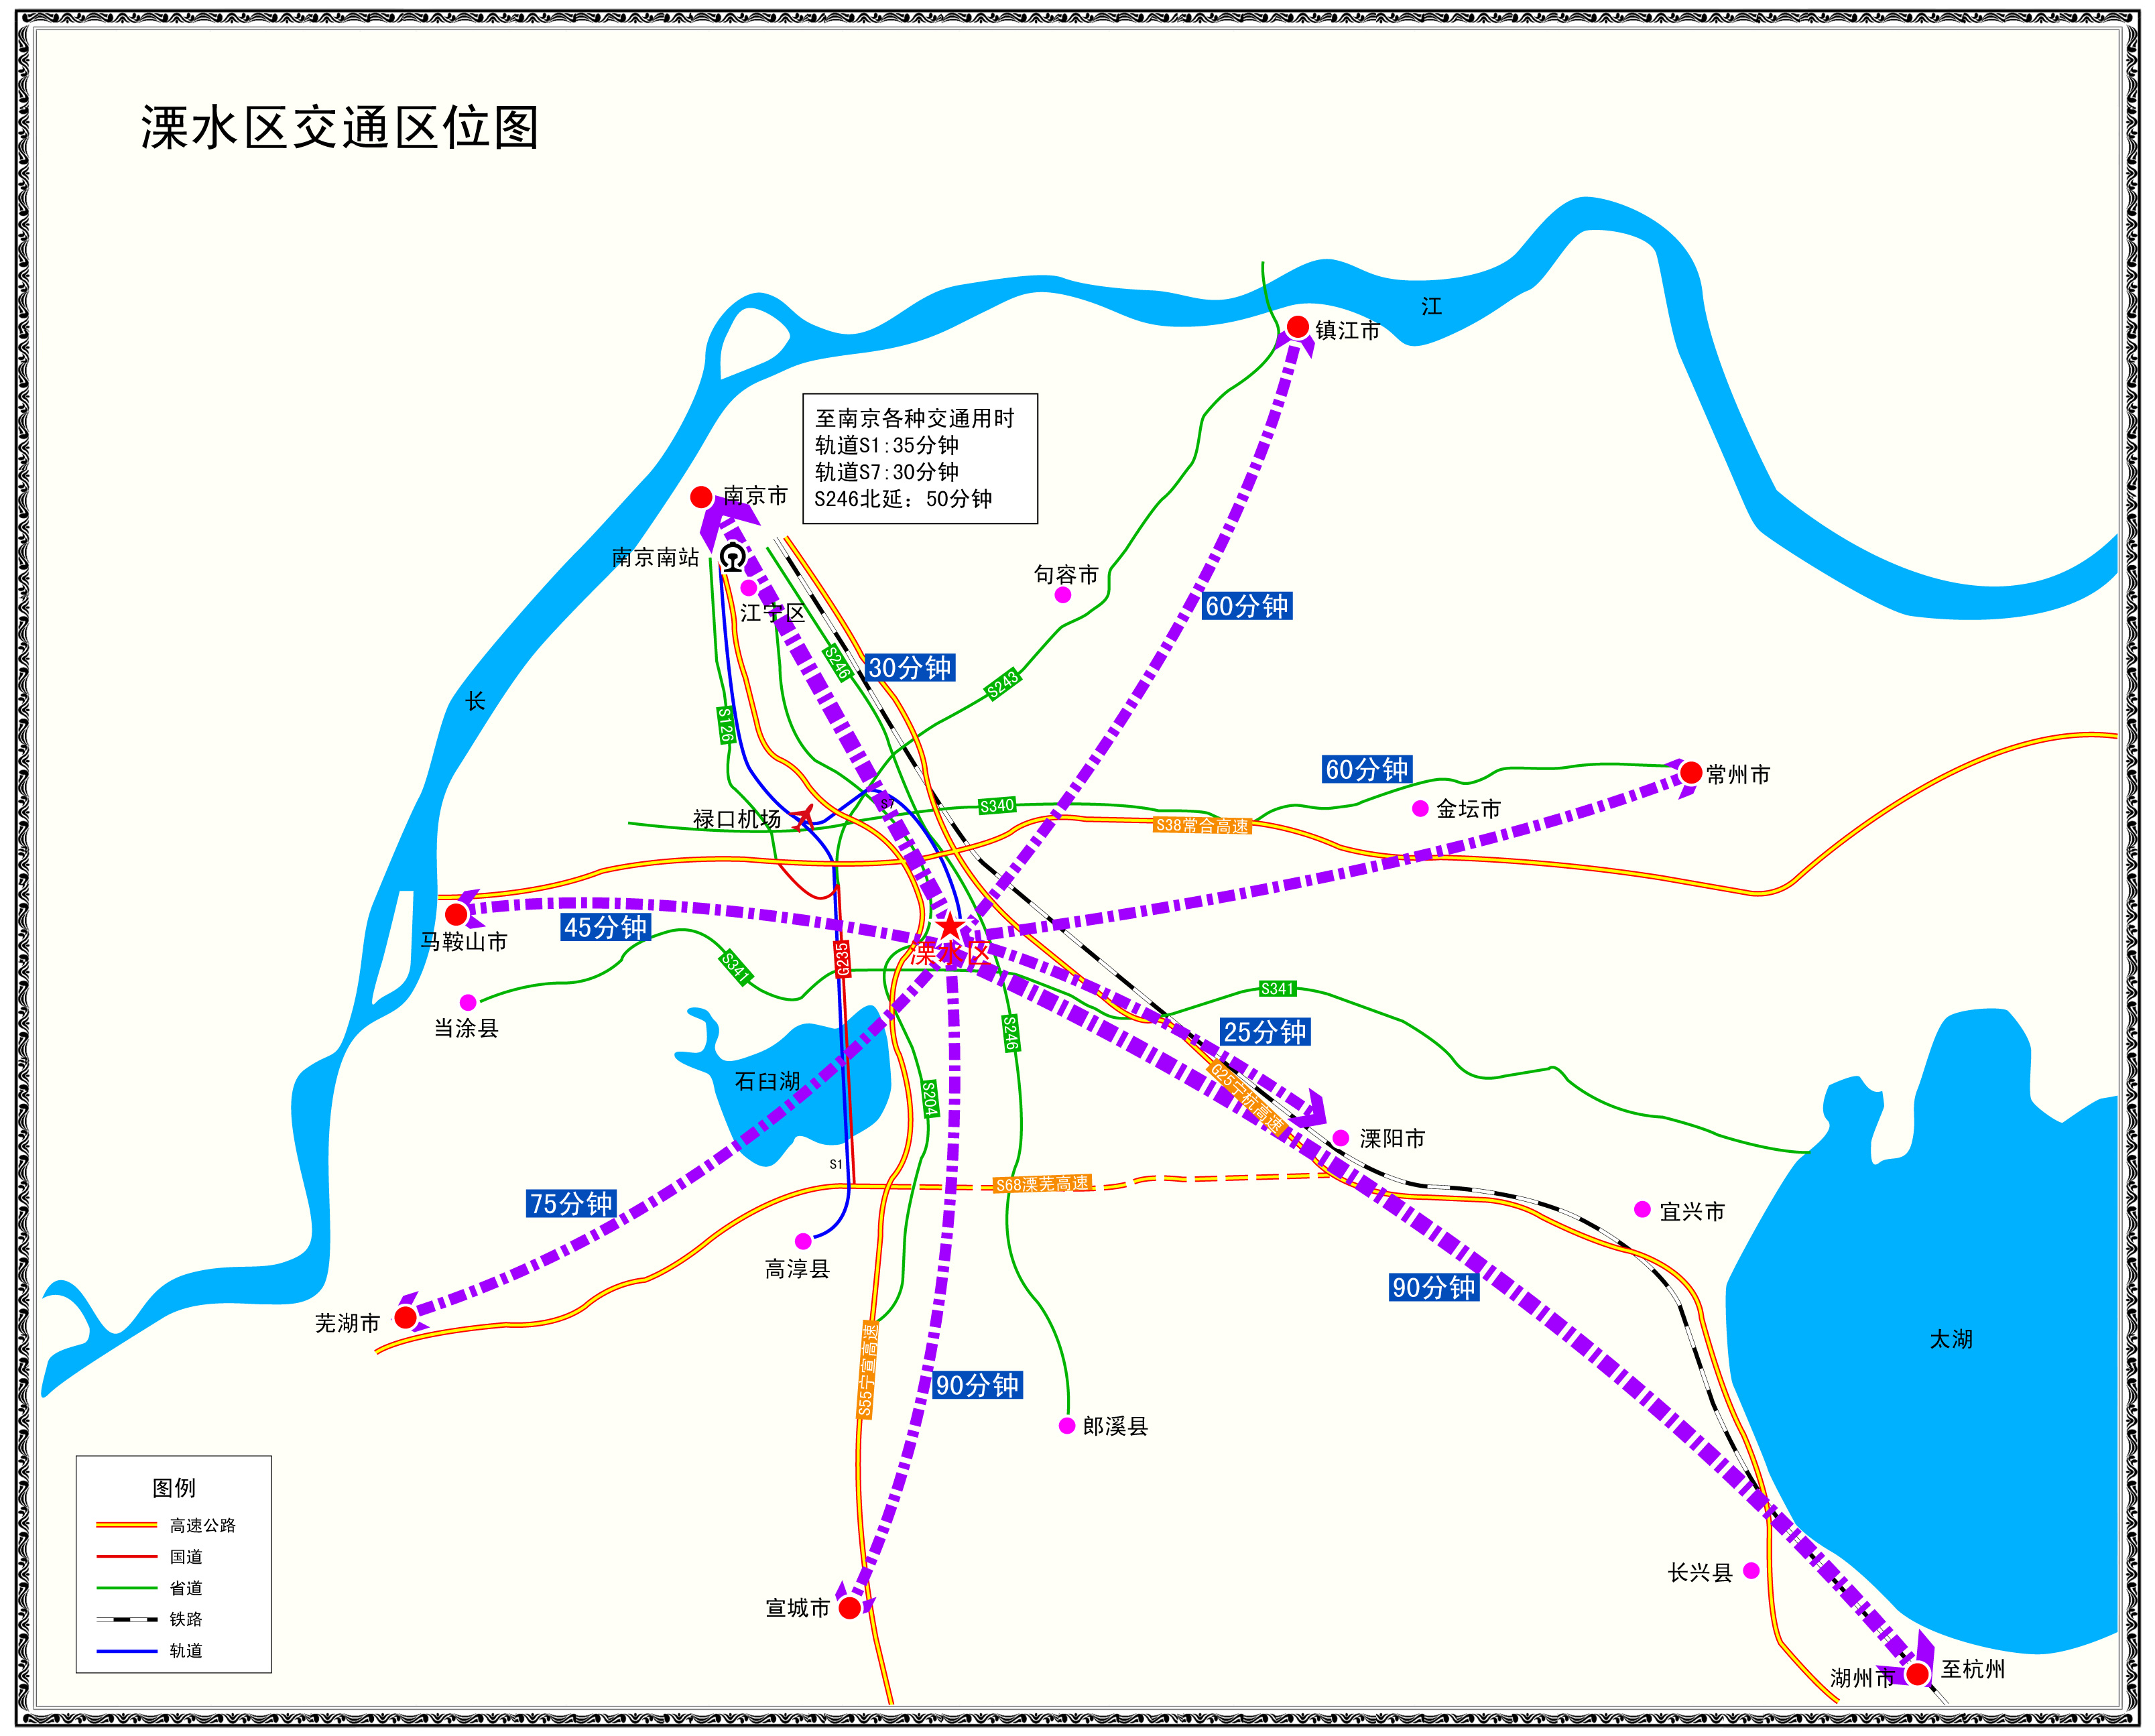 溧水区交通区位图
江
镇江市
至南京各种交通用时
轨道S1:35分钟
轨道S7:30分钟
S246北延：50分钟
南京市
南京南站
江宁区
句容市
60分钟
30分钟
S246
S243
长
S126
60分钟
常州市
S7
S340
金坛市
禄口机场
S38常合高速
马鞍山市
45分钟
溧水区
G235
S341
S341
当涂县
25分钟
S246
石臼湖
S204
G25宁杭高速
溧阳市
S1
S68溧芜高速
75分钟
宜兴市
高淳县
90分钟
芜湖市
太湖
S55宁宣高速
90分钟
郎溪县
图例
高速公路
国道
省道
铁路
轨道
长兴县
宣城市
湖州市
至杭州